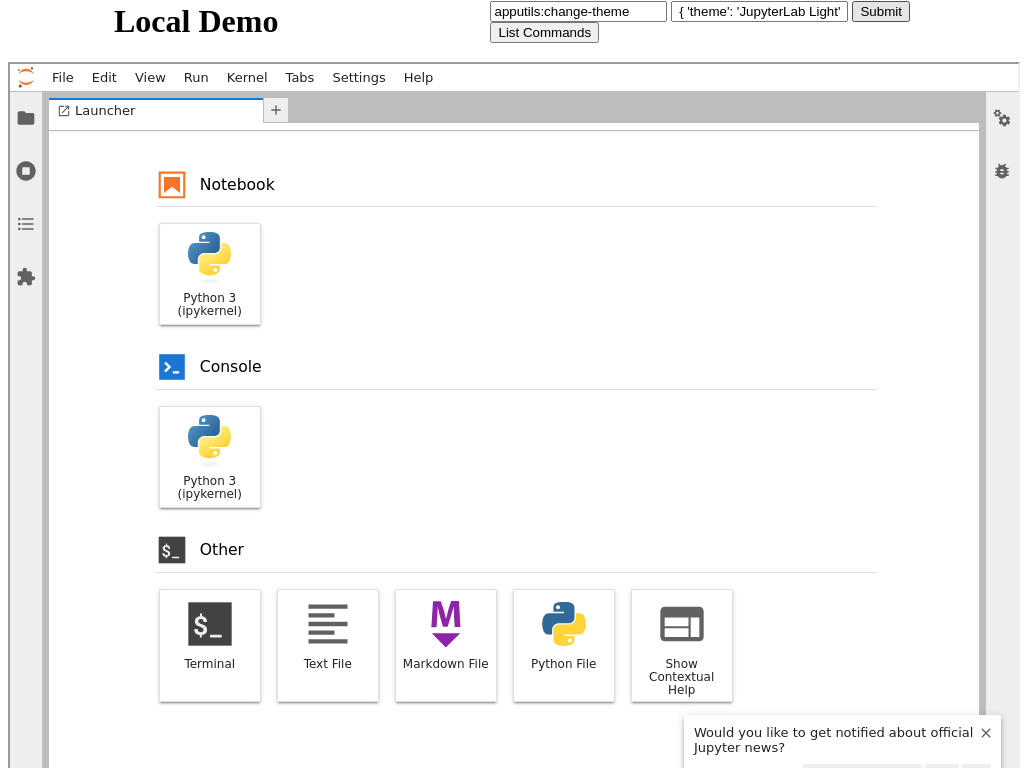 Local Demo
apputils:change-theme
{ 'theme': 'JupyterLab Light'
Submit
List Commands
File Edit View Run Kernel Tabs Settings Help
Launcher
Notebook
Python 3
(ipykernel)
Console
Python 3
(ipykernel)
$_ Other
$_
Terminal
Text File
M
Markdown File
Python File
Show
Contextual
Help
Would you like to get notified about official
Jupyter news?